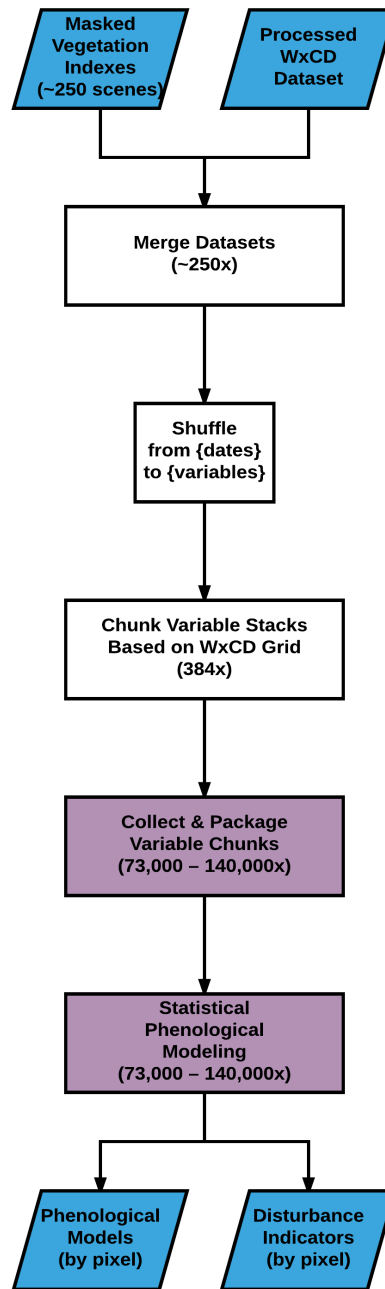 Masked
Vegetation
Indexes
(~250 scenes)
Processed
WxCD
Dataset
Merge Datasets
(~250x)
Shuffle
from {dates}
to {variables}
Chunk Variable Stacks
Based on WxCD Grid
(384x)
Collect & Package
Variable Chunks
(73,000 – 140,000x)
Statistical
Phenological
Modeling
(73,000 – 140,000x)
Phenological
Models
(by pixel)
Disturbance
Indicators
(by pixel)